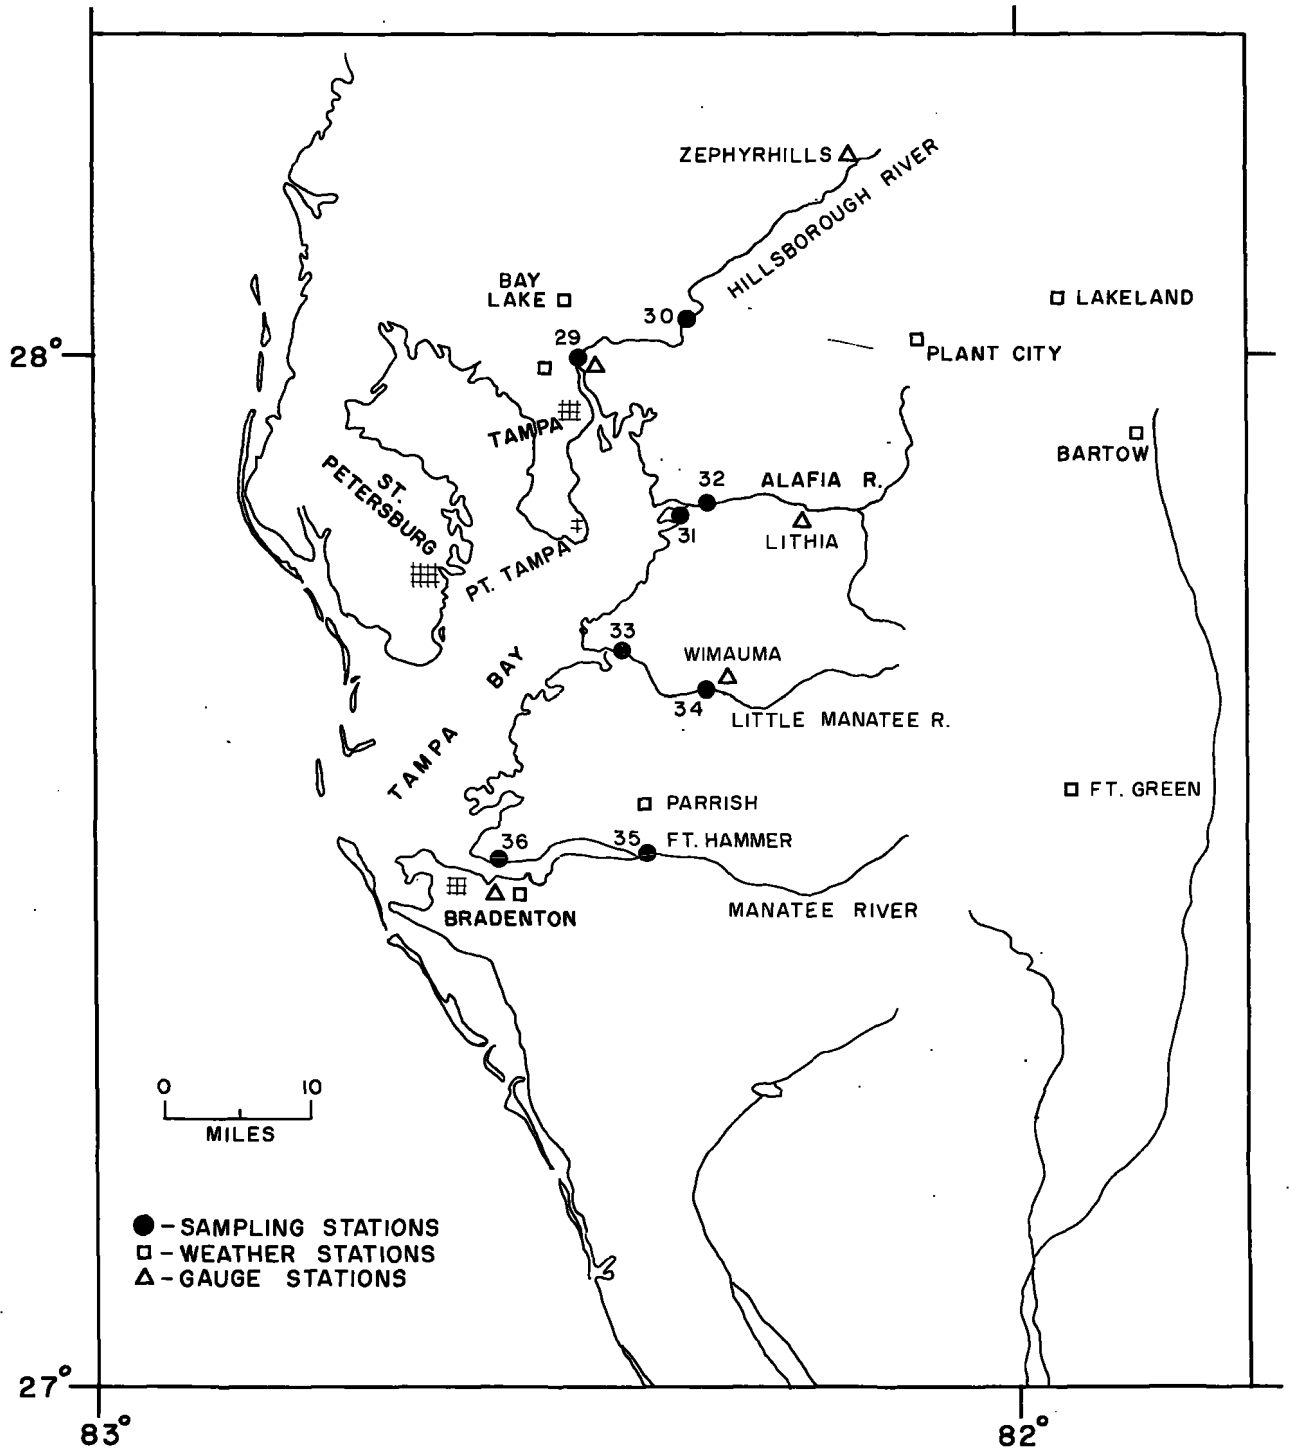 ZEPHYRHILLS
HILLSBOROUGH RIVER
BAY
LAKE
LAKELAND
30
29
28°
PLANT CITY
TAMPA
BARTOW
ST.
PETERSBURG
32
ALAFIA R.
31
LITHIA
PT. TAMPA
33
WIMAUMA
34
LITTLE MANATEE R.
TAMPA BAY
PARRISH
FT. GREEN
36
35
FT. HAMMER
BRADENTON
MANATEE RIVER
0 10
MILES
- SAMPLING STATIONS
- WEATHER STATIONS
- GAUGE STATIONS
27°
83°
82°